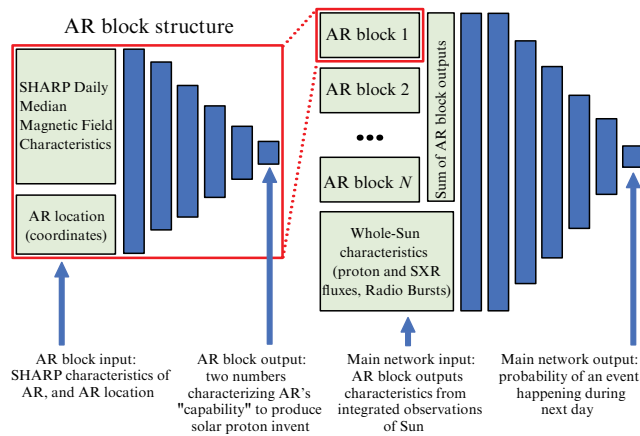 AR block structure
SHARP Daily
Median
Magnetic Field
Characteristics
AR location
(coordinates)
AR block 1
AR block 2
•••
AR block N
Sum of AR block outputs
Whole-Sun
characteristics
(proton and SXR
fluxes, Radio Bursts)
AR block input:
SHARP characteristics of
AR, and AR location
AR block output:
two numbers
characterizing AR's
"capability" to produce
solar proton invent
Main network input:
AR block outputs
characteristics from
integrated observations
of Sun
Main network output:
probability of an event
happening during
next day